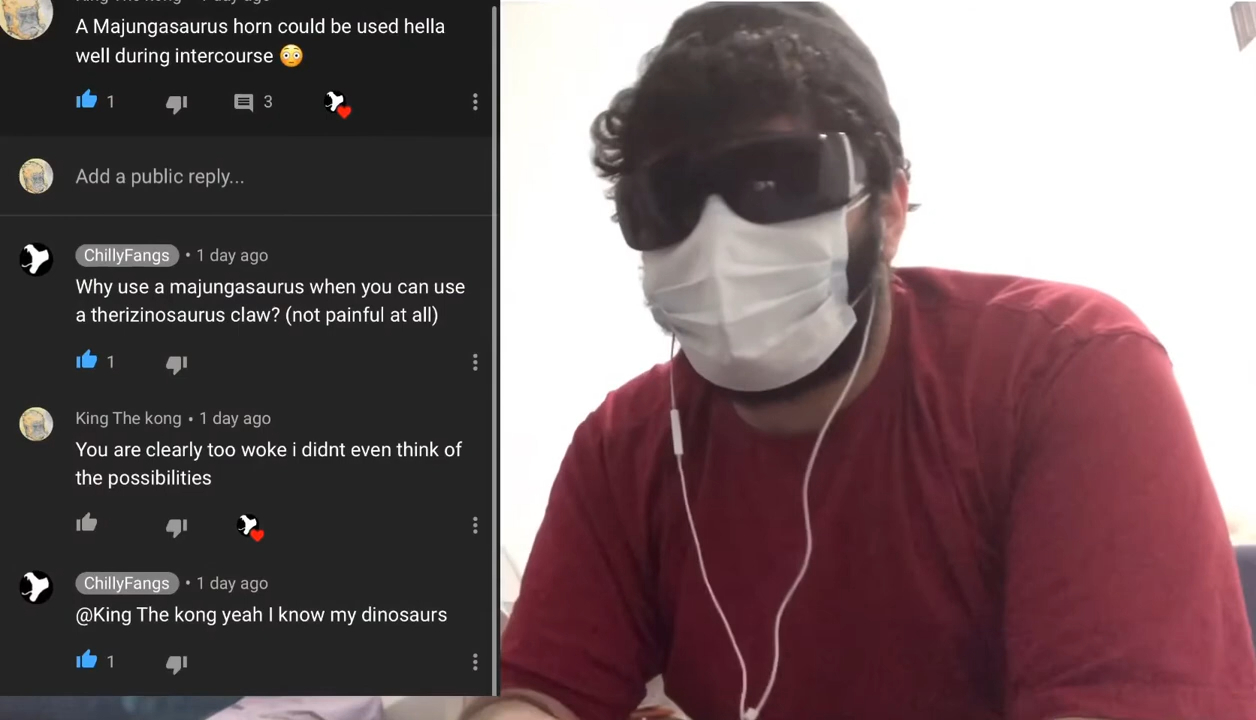 A Majungasaurus horn could be used hella
well during intercourse 😳
1
3
Add a public reply...
ChillyFangs • 1 day ago
Why use a majungasaurus when you can use
a therizinosaurus claw? (not painful at all)
1
King The kong • 1 day ago
You are clearly too woke i didnt even think of
the possibilities
ChillyFangs • 1 day ago
@King The kong yeah I know my dinosaurs
1